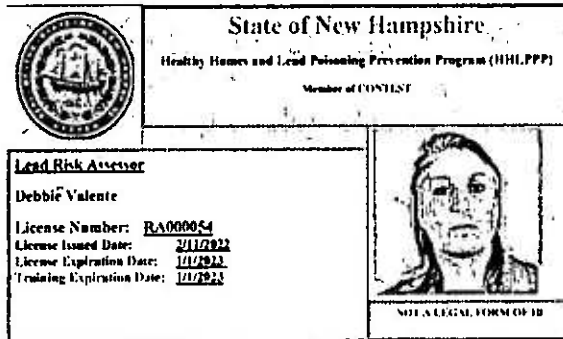 State of New Hampshire
Healthy Homes and Lead Poisoning Prevention Program (HHLPPP)
Member of CONTEST
Lead Risk Assessor
Debbie Valente
License Number: RA000054
License Issued Date: 2/11/2022
License Expiration Date: 1/1/2023
Training Expiration Date: 1/1/2023
NOT A LEGAL FORM OF ID